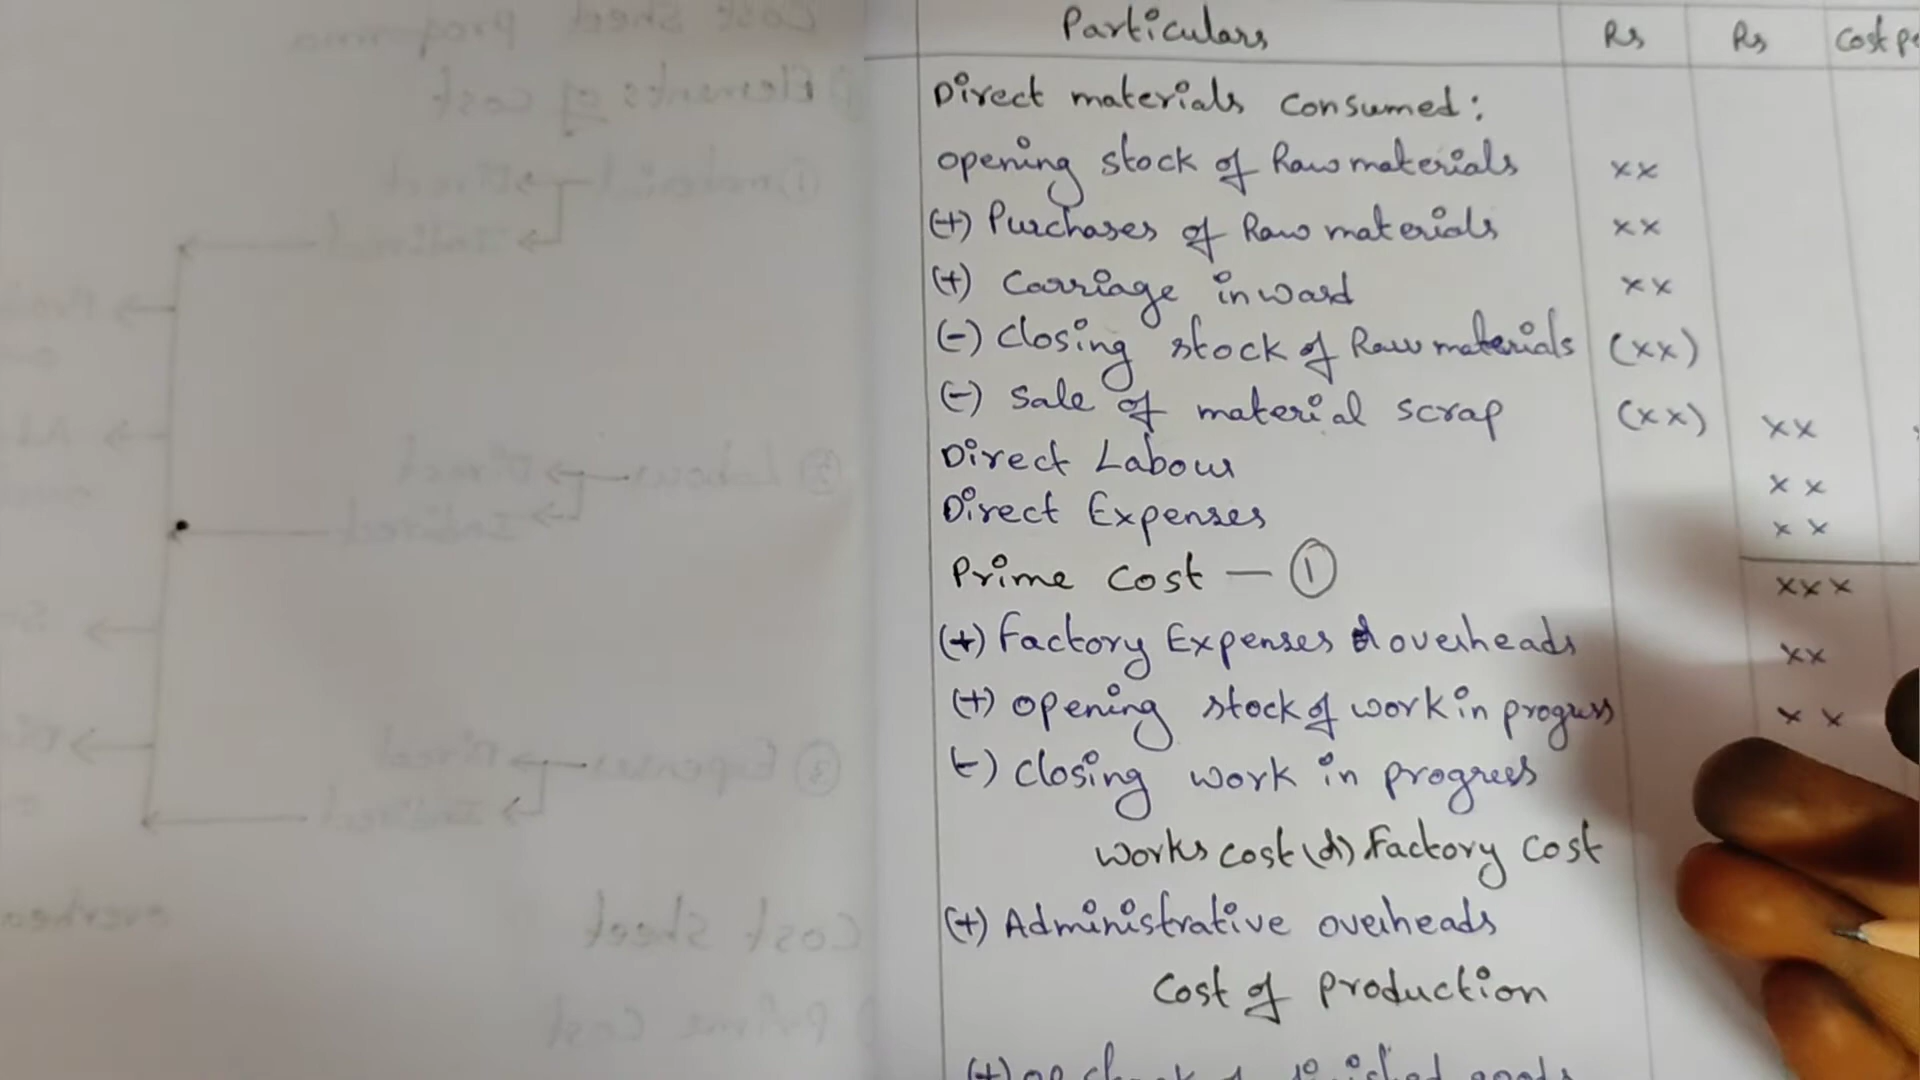 Particulars Rs Rs Cost pe
Direct materials consumed:
opening stock of Raw materials xx
(+) Purchases of Raw materials xx
(+) Carriage inward xx
(-) closing stock of Raw materials (xx)
(-) Sale of material scrap (xx) xx
Direct Labour xx
Direct Expenses xx
Prime cost — ① xxx
(+) Factory Expenses overheads xx
(+) opening stock of work in progress xx
(-) closing work in progress
Works cost (or) Factory cost
(+) Administrative overheads
Cost of production